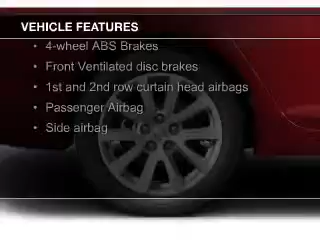 VEHICLE FEATURES
• 4-wheel ABS Brakes
• Front Ventilated disc brakes
• 1st and 2nd row curtain head airbags
• Passenger Airbag
• Side airbag